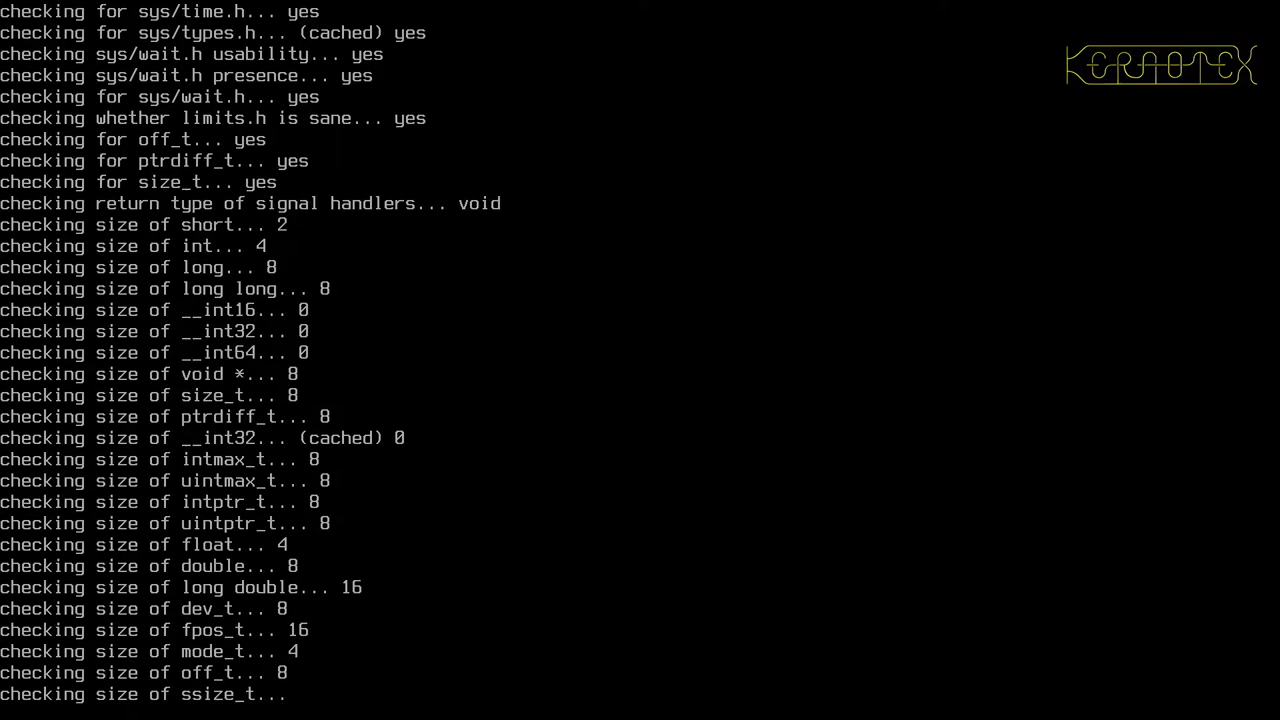 checking for sys/time.h... yes
checking for sys/types.h... (cached) yes
checking sys/wait.h usability... yes
checking sys/wait.h presence... yes
checking for sys/wait.h... yes
checking whether limits.h is sane... yes
checking for off_t... yes
checking for ptrdiff_t... yes
checking for size_t... yes
checking return type of signal handlers... void
checking size of short... 2
checking size of int... 4
checking size of long... 8
checking size of long long... 8
checking size of __int16... 0
checking size of __int32... 0
checking size of __int64... 0
checking size of void *... 8
checking size of size_t... 8
checking size of ptrdiff_t... 8
checking size of __int32... (cached) 0
checking size of intmax_t... 8
checking size of uintmax_t... 8
checking size of intptr_t... 8
checking size of uintptr_t... 8
checking size of float... 4
checking size of double... 8
checking size of long double... 16
checking size of dev_t... 8
checking size of fpos_t... 16
checking size of mode_t... 4
checking size of off_t... 8
checking size of ssize_t...